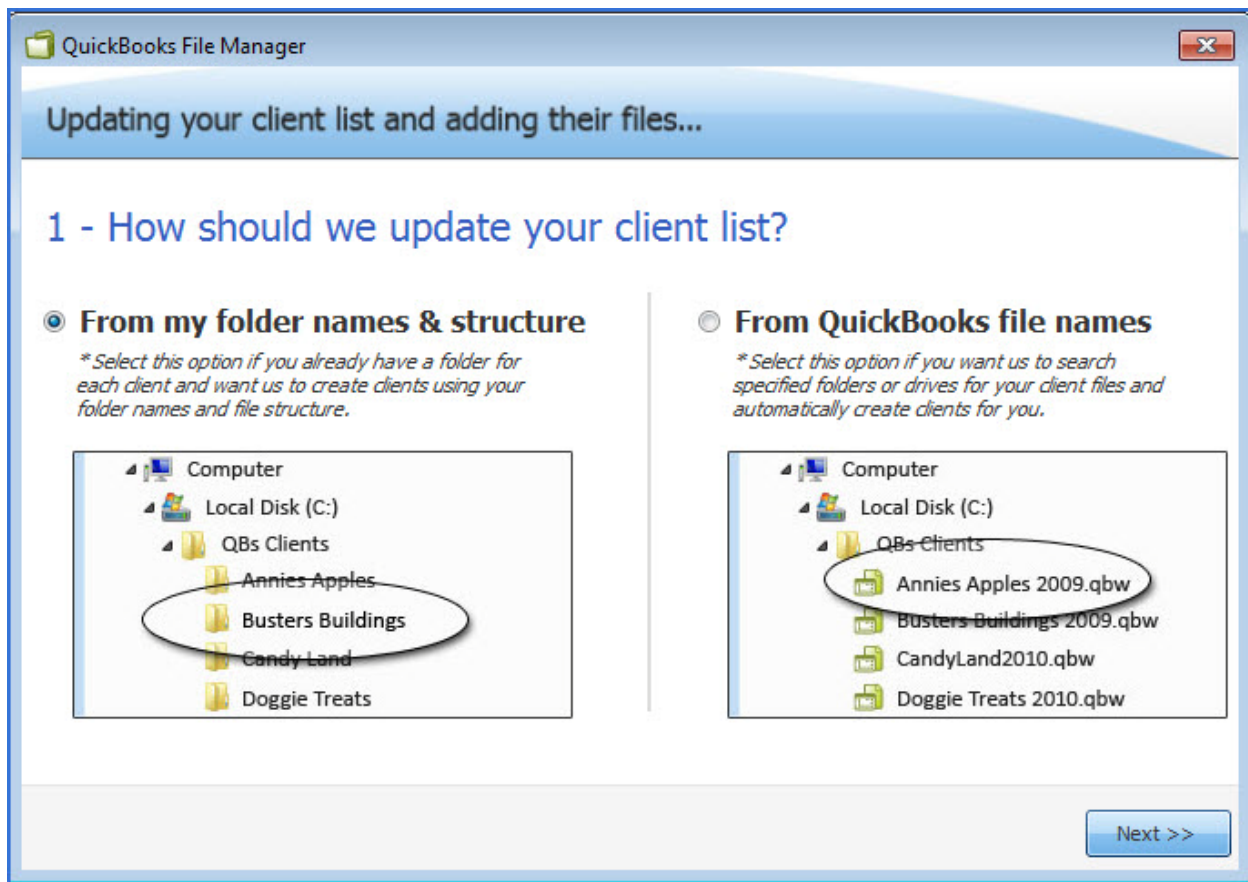 QuickBooks File Manager
Updating your client list and adding their files...
1 - How should we update your client list?
From my folder names & structure
* Select this option if you already have a folder for
each client and want us to create clients using your
folder names and file structure.
Computer
Local Disk (C:)
QBs Clients
Annies Apples
Busters Buildings
Candy Land
Doggie Treats
From QuickBooks file names
* Select this option if you want us to search
specified folders or drives for your client files and
automatically create clients for you.
Computer
Local Disk (C:)
QBs Clients
Annies Apples 2009.qbw
Busters Buildings 2009.qbw
CandyLand2010.qbw
Doggie Treats 2010.qbw
Next >>